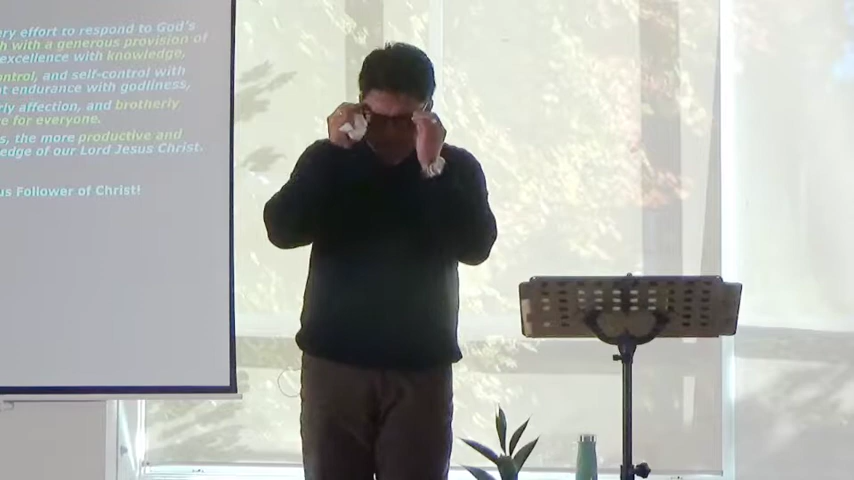 ry effort to respond to God's
h with a generous provision of
excellence with knowledge,
ontrol, and self-control with
t endurance with godliness,
rly affection, and brotherly
e for everyone.
s, the more productive and
edge of our LORD Jesus Christ.
us Follower of Christ!